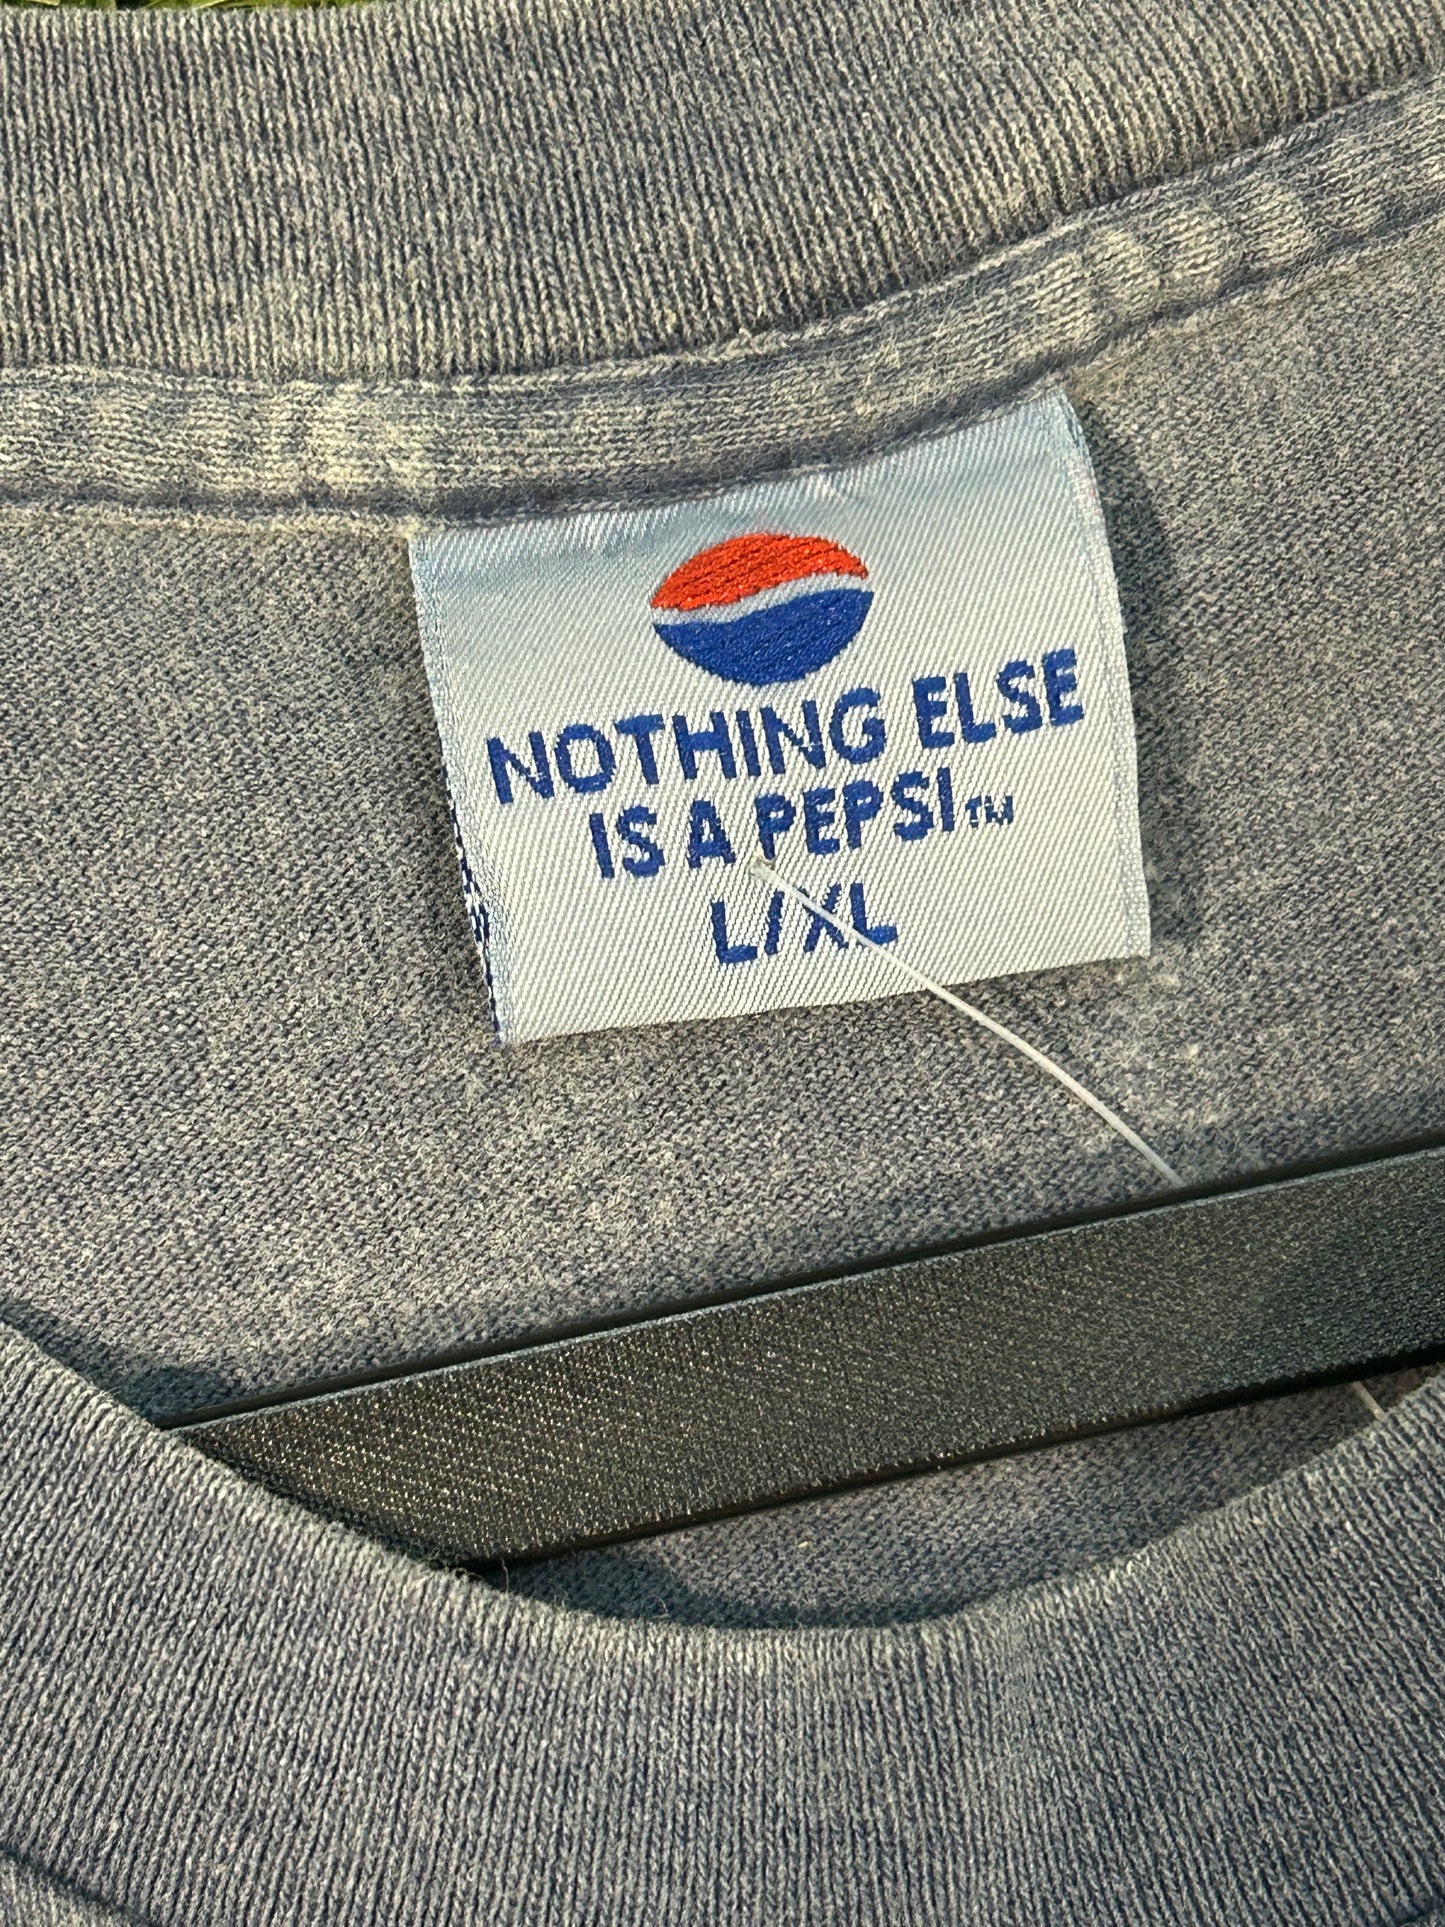 NOTHING ELSE
IS A PEPSI™
L/XL